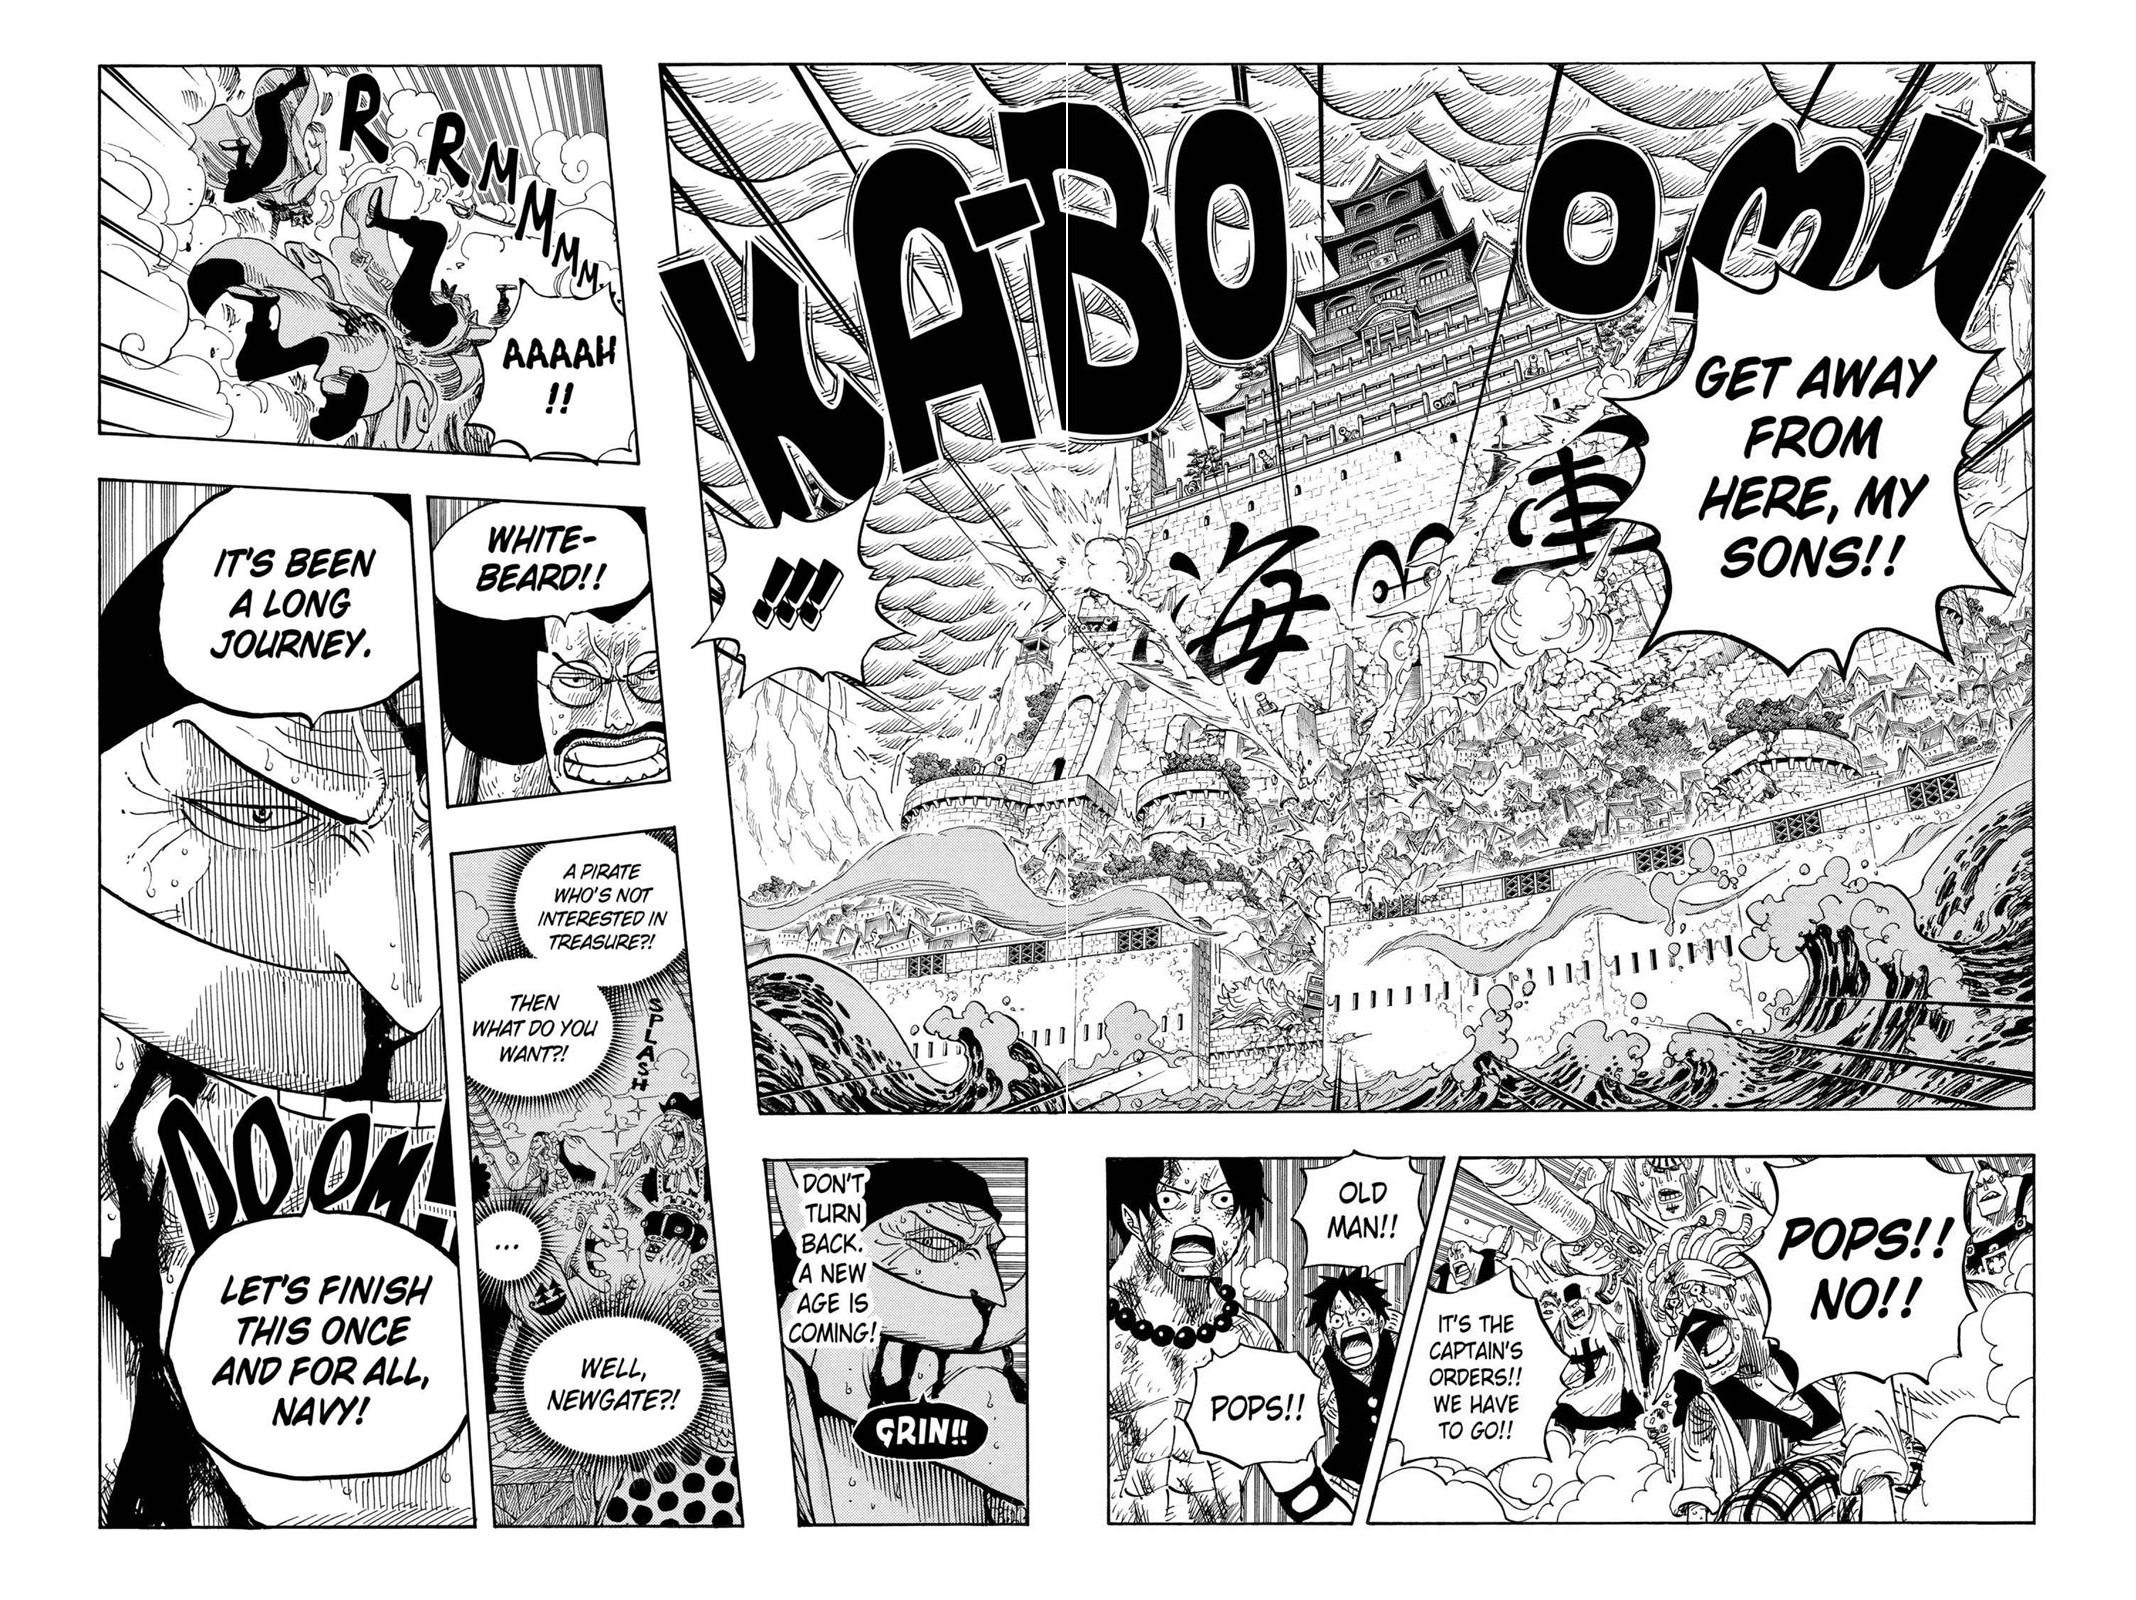 KABOOM!!
GET AWAY
FROM
HERE, MY
SONS!!
海軍
!!!
POPS!!
NO!!
IT'S THE
CAPTAIN'S
ORDERS!!
WE HAVE
TO GO!!
OLD
MAN!!
POPS!!
DON'T
TURN
BACK.
A NEW
AGE IS
COMING!
GRIN!!
RRMMMMM
AAAAH
!!
WHITE-
BEARD!!
IT'S BEEN
A LONG
JOURNEY.
A PIRATE
WHO'S NOT
INTERESTED IN
TREASURE?!
THEN
WHAT DO YOU
WANT?!
SPLASH
...
WELL,
NEWGATE?!
DOOM!
LET'S FINISH
THIS ONCE
AND FOR ALL,
NAVY!